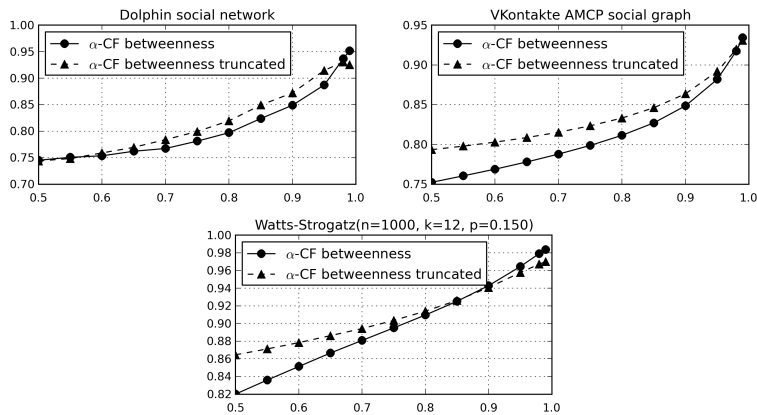 Dolphin social network
1.00
0.95
0.90
0.85
0.80
0.75
0.70
α-CF betweenness
α-CF betweenness truncated
0.5 0.6 0.7 0.8 0.9 1.0
VKontakte AMCP social graph
0.95
0.90
0.85
0.80
0.75
α-CF betweenness
α-CF betweenness truncated
0.5 0.6 0.7 0.8 0.9 1.0
Watts-Strogatz(n=1000, k=12, p=0.150)
1.00
0.98
0.96
0.94
0.92
0.90
0.88
0.86
0.84
0.82
α-CF betweenness
α-CF betweenness truncated
0.5 0.6 0.7 0.8 0.9 1.0